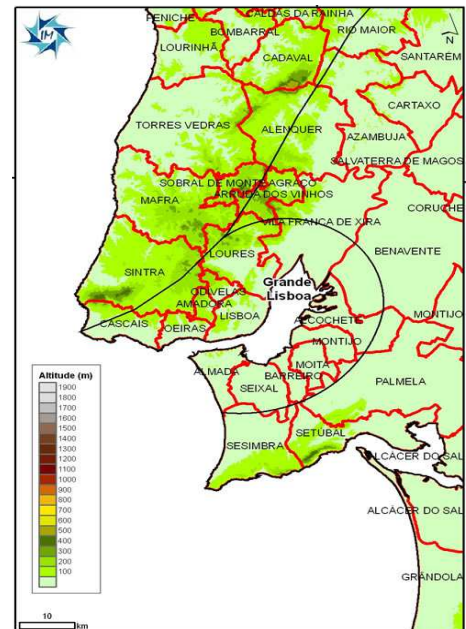 IM
N
PENICHE
CALDAS DA RAINHA
RIO MAIOR
BOMBARRAL
LOURINHÃ
CADAVAL
SANTARÉM
CARTAXO
TORRES VEDRAS
ALENQUER
AZAMBUJA
SALVATERRA DE MAGOS
SOBRAL DE MONTE AGRAÇO
ARRUDA DOS VINHOS
MAFRA
CORUCHE
VILA FRANCA DE XIRA
LOURES
BENAVENTE
SINTRA
ODIVELAS
Grande
Lisboa
AMADORA
LISBOA
CASCAIS
OEIRAS
ALCOCHETE
MONTIJO
MONTIJO
ALMADA
MOITA
BARREIRO
SEIXAL
PALMELA
SETÚBAL
SESIMBRA
ALCÁCER DO SAL
ALCÁCER DO SAL
GRÂNDOLA
Altitude (m)
1900
1800
1700
1600
1500
1400
1300
1200
1100
1000
900
800
700
600
500
400
300
200
100
10
km